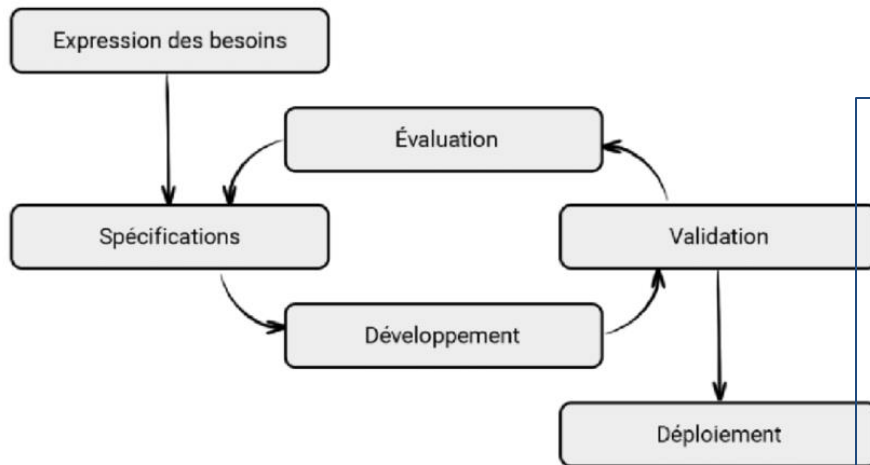 Expression des besoins
Évaluation
Spécifications
Validation
Développement
Déploiement